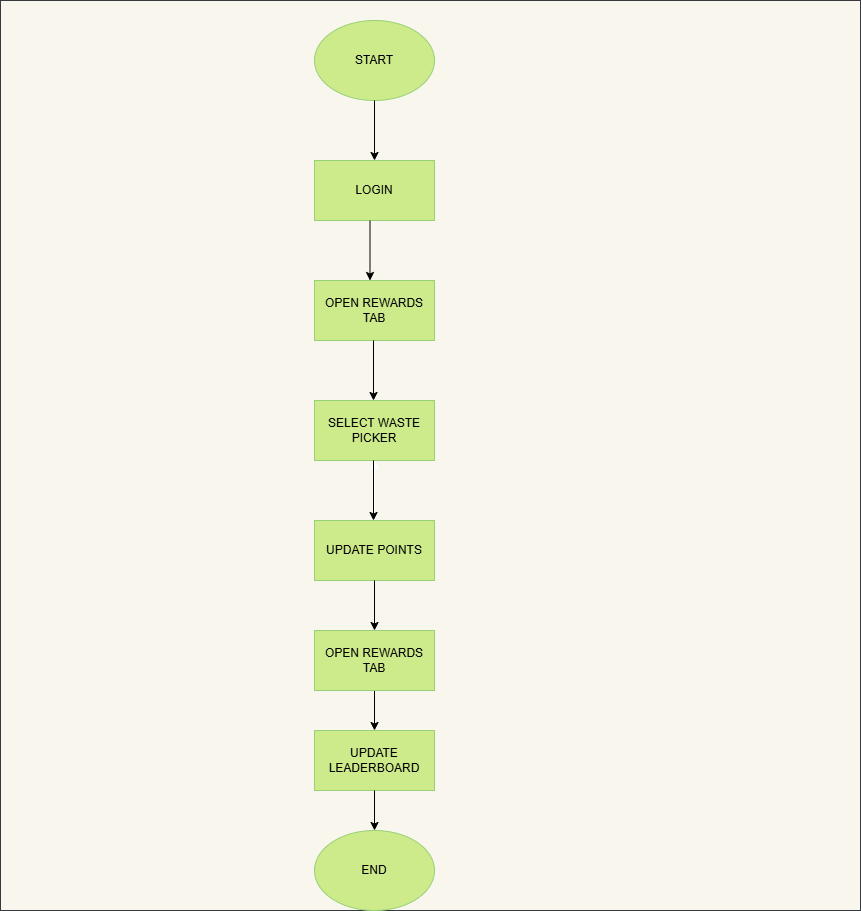 START
LOGIN
OPEN REWARDS
TAB
SELECT WASTE
PICKER
UPDATE POINTS
OPEN REWARDS
TAB
UPDATE
LEADERBOARD
END